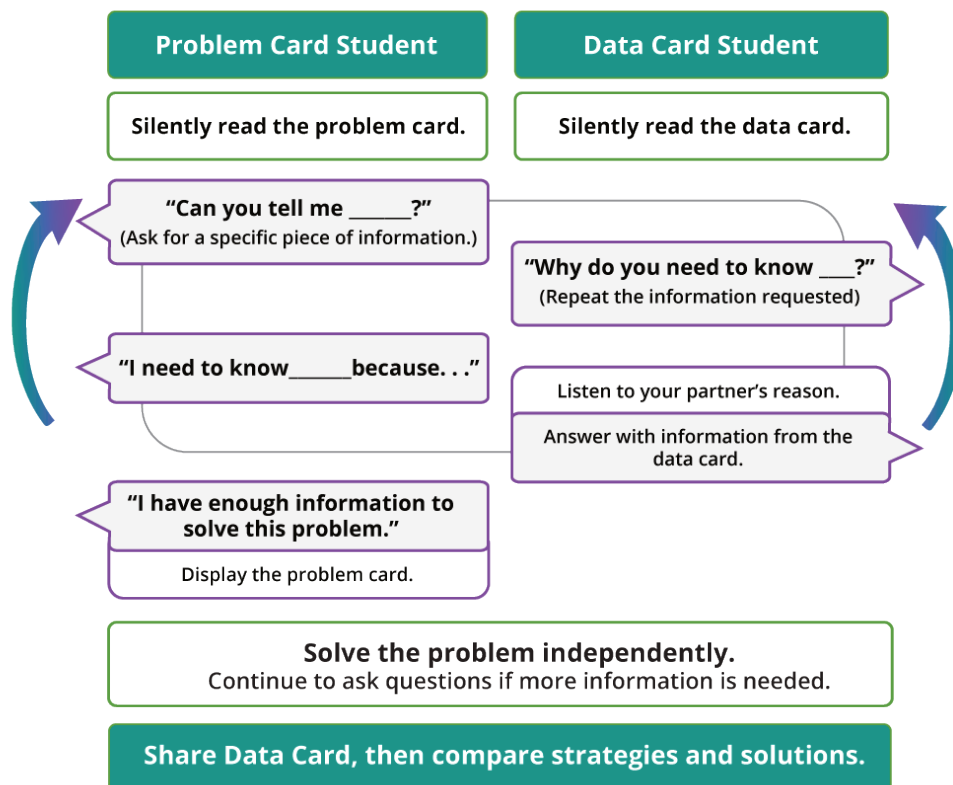 Problem Card Student
Data Card Student
Silently read the problem card.
Silently read the data card.
“Can you tell me ______?”
(Ask for a specific piece of information.)
“Why do you need to know ___?”
(Repeat the information requested)
“I need to know______because. . .”
Listen to your partner’s reason.
Answer with information from the
data card.
“I have enough information to
solve this problem.”
Display the problem card.
Solve the problem independently.
Continue to ask questions if more information is needed.
Share Data Card, then compare strategies and solutions.